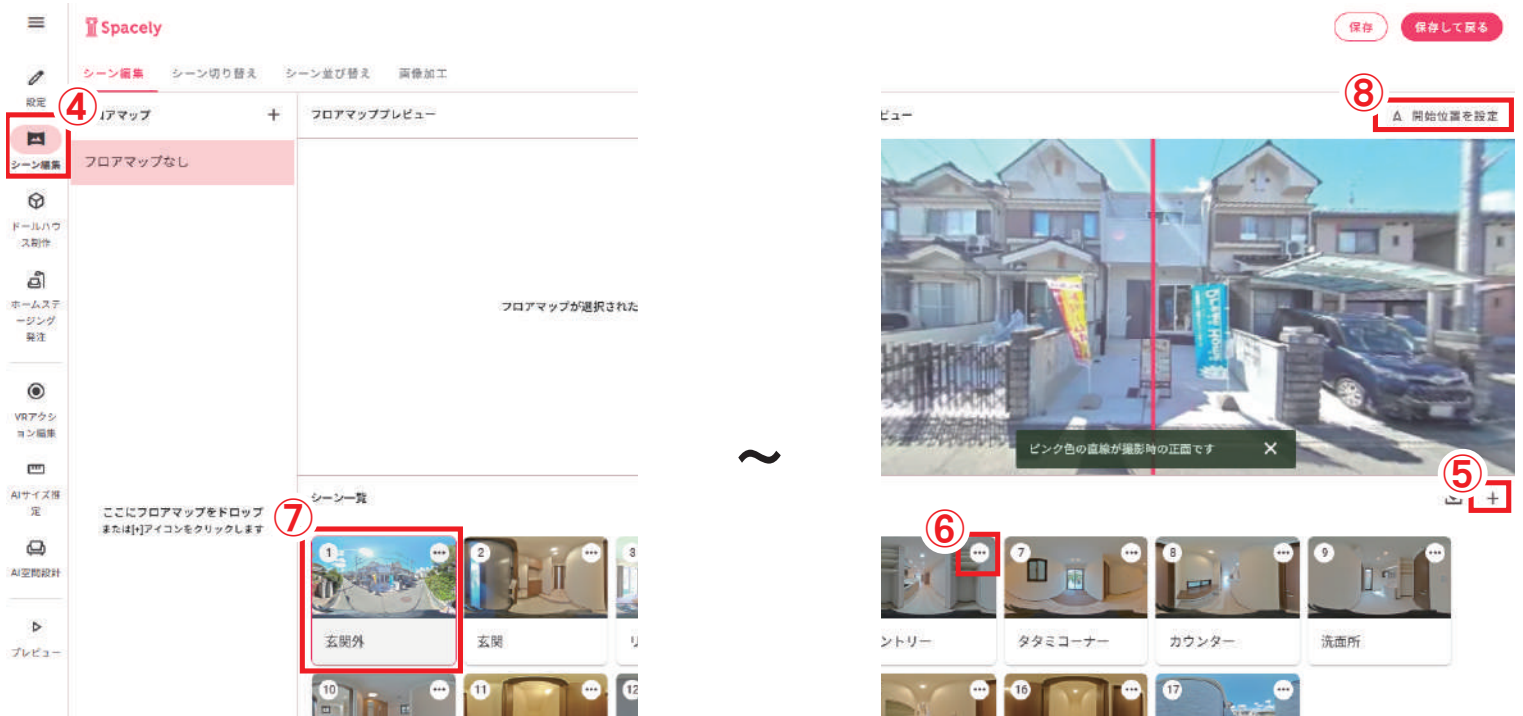 Spacely
保存
保存して戻る
シーン編集
シーン切り替え
シーン並び替え
画像加工
設定
④
アマップ
+
フロアマッププレビュー
ビュー
⑧
開始位置を設定
シーン編集
フロアマップなし
ドールハウ
ス制作
ホームステ
ージング
発注
フロアマップが選択された
VRアクシ
ョン編集
Dream Home
ピンク色の直線が撮影時の正面です
～
AIサイズ推
定
ここにフロアマップをドロップ
または[+]アイコンをクリックします
⑦
シーン一覧
⑤
+
⑥
AI空間設計
1
2
3
7
8
9
プレビュー
玄関外
玄関
リ
ントリー
タタミコーナー
カウンター
洗面所
10
11
12
16
17